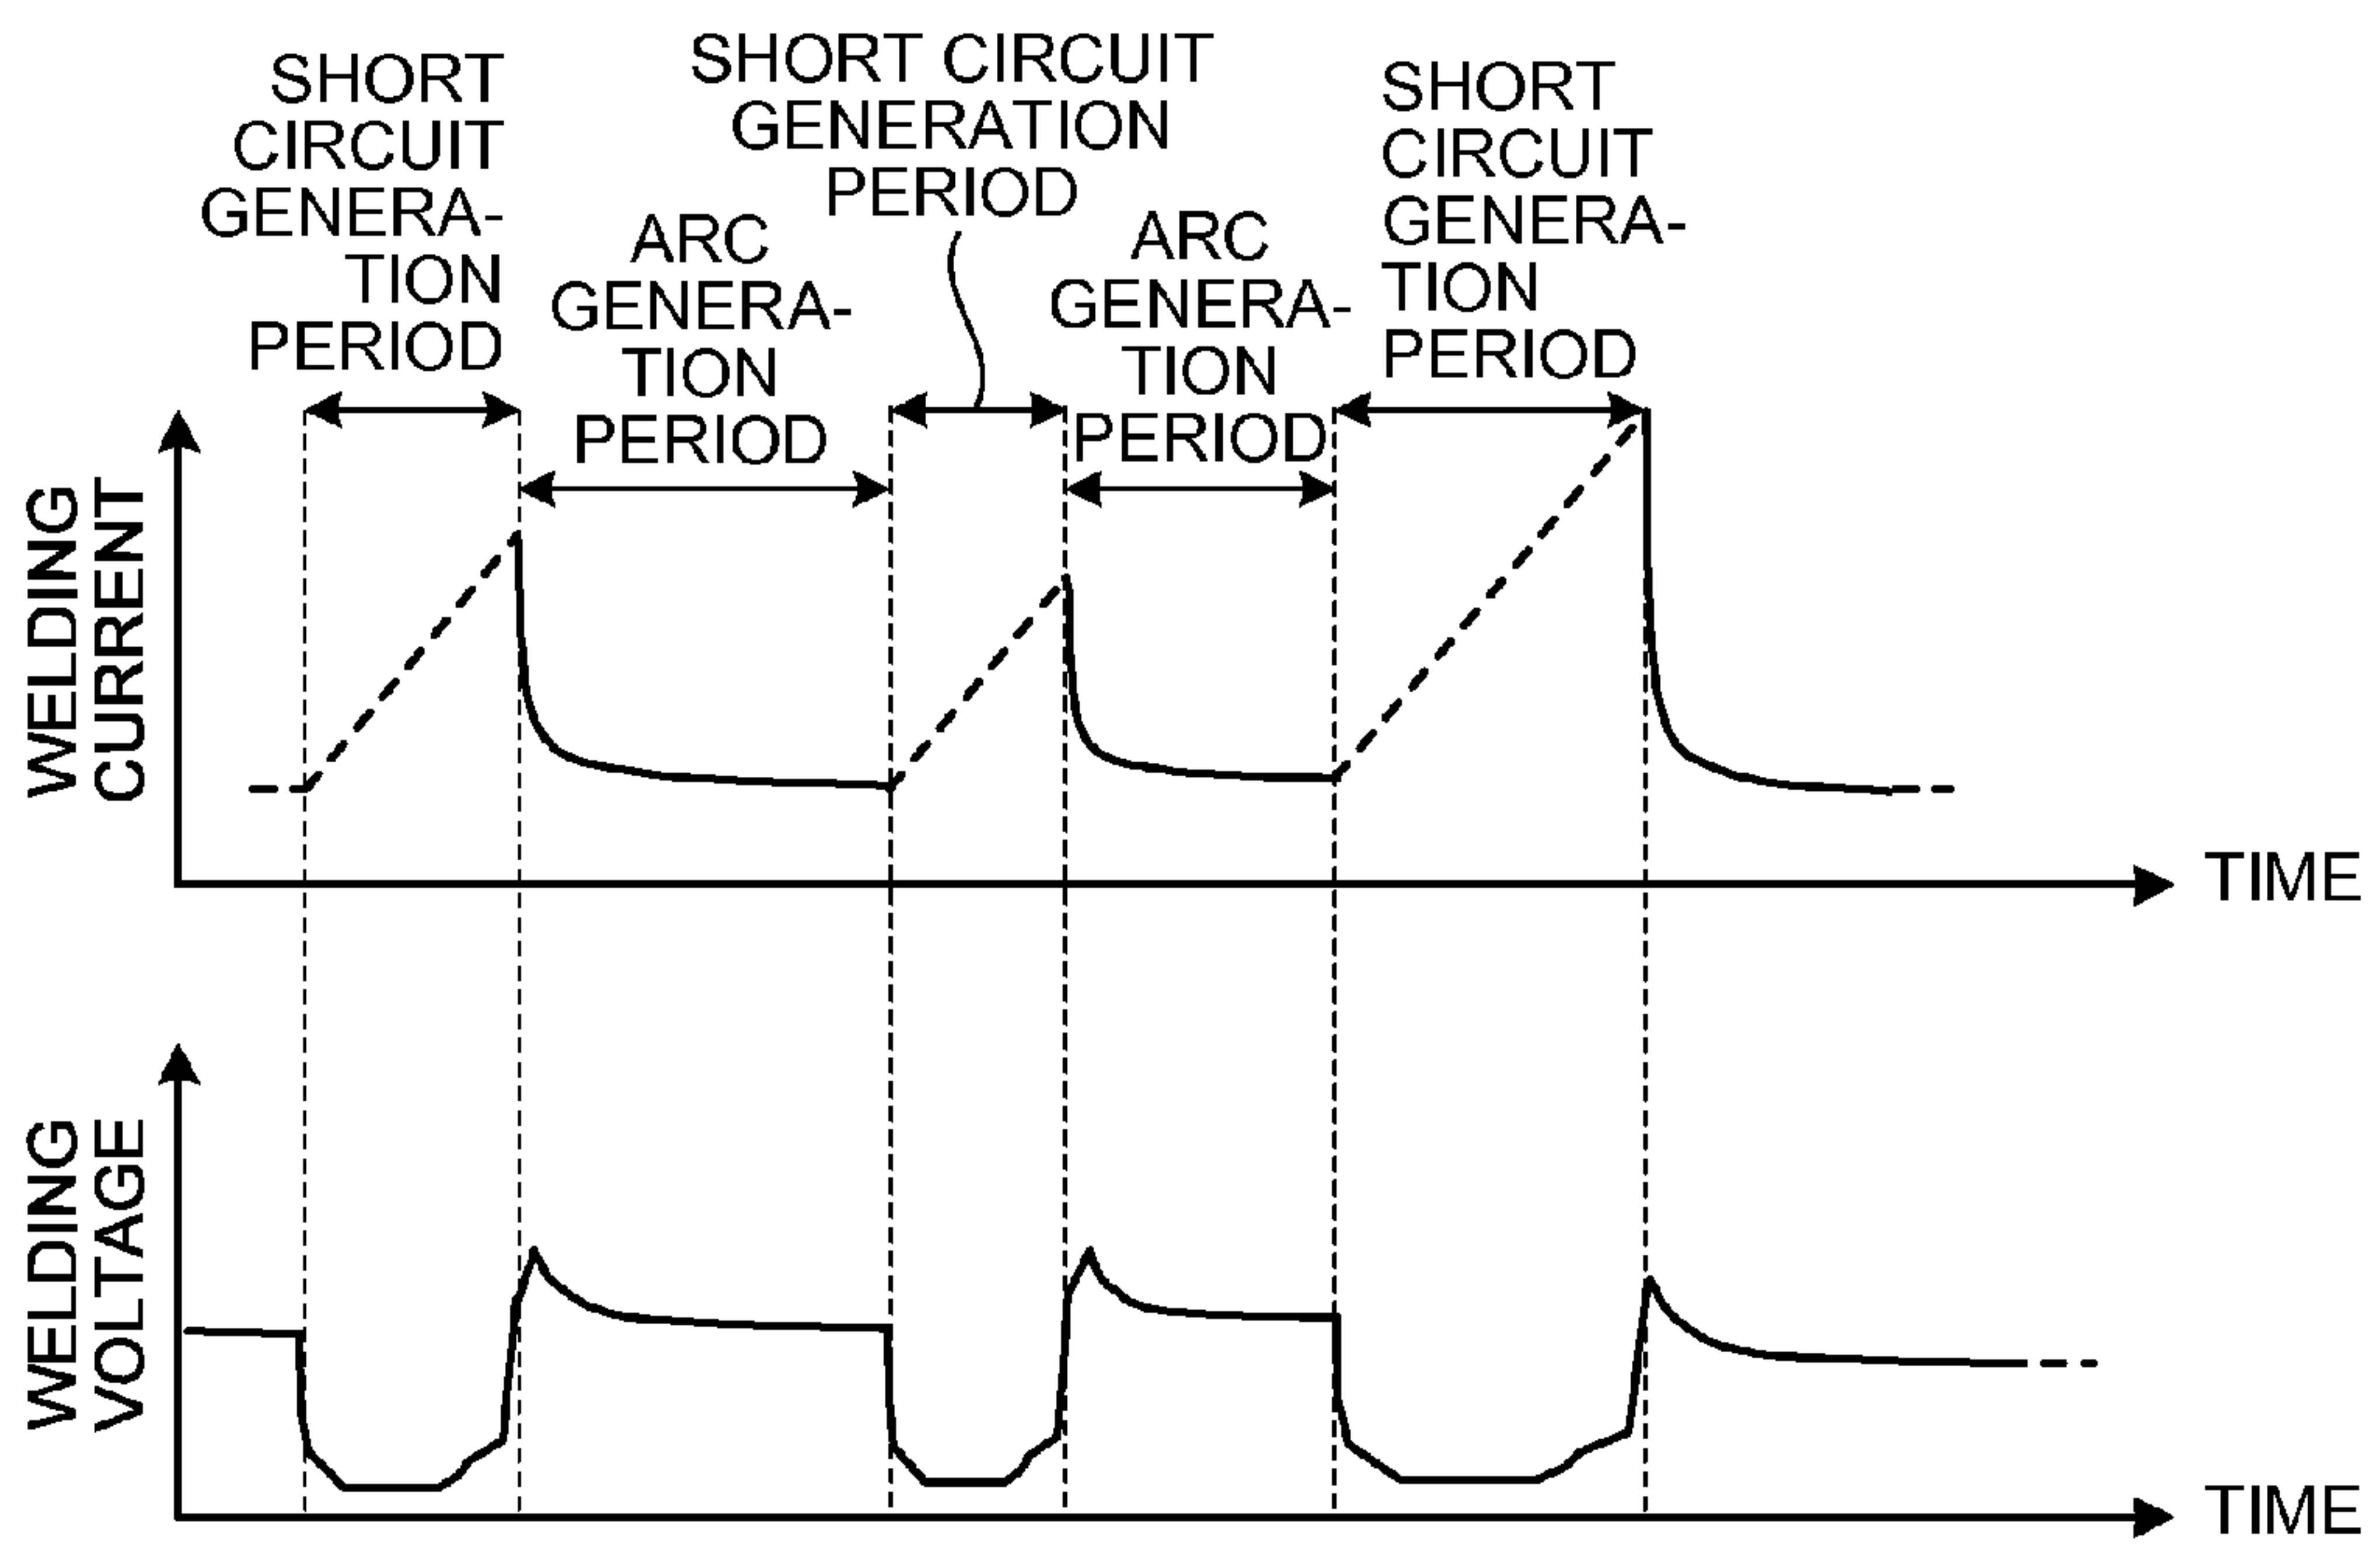 SHORT
CIRCUIT
GENERA-
TION
PERIOD
ARC
GENERA-
TION
PERIOD
SHORT CIRCUIT
GENERATION
PERIOD
ARC
GENERA-
TION
PERIOD
SHORT
CIRCUIT
GENERA-
TION
PERIOD
WELDING
CURRENT
TIME
WELDING
VOLTAGE
TIME